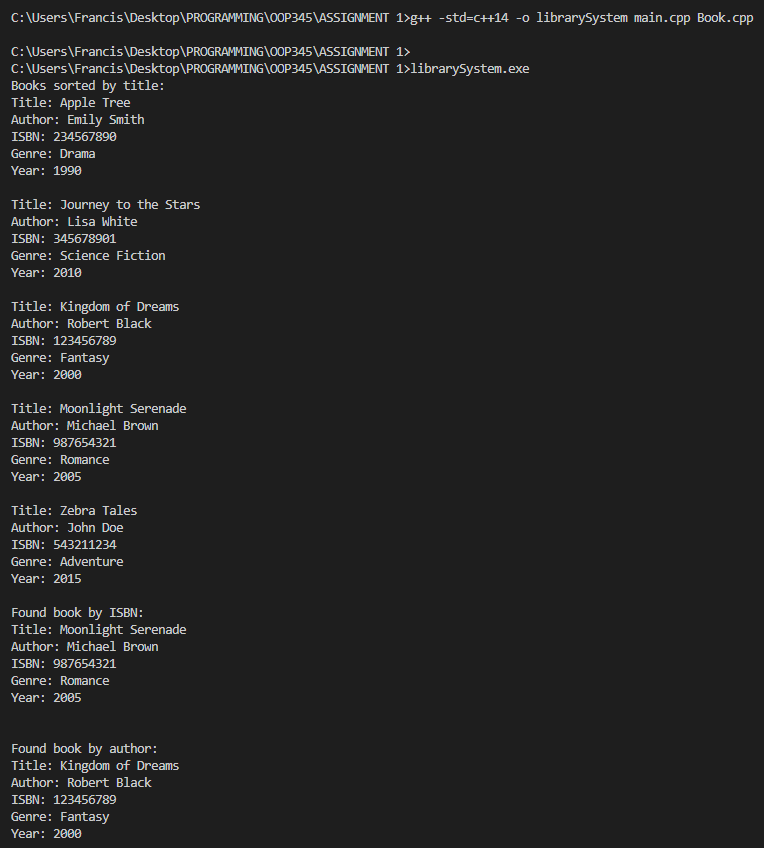 C:\Users\Francis\Desktop\PROGRAMMING\OOP345\ASSIGNMENT 1>g++ -std=c++14 -o librarySystem main.cpp Book.cpp
C:\Users\Francis\Desktop\PROGRAMMING\OOP345\ASSIGNMENT 1>
C:\Users\Francis\Desktop\PROGRAMMING\OOP345\ASSIGNMENT 1>librarySystem.exe
Books sorted by title:
Title: Apple Tree
Author: Emily Smith
ISBN: 234567890
Genre: Drama
Year: 1990
Title: Journey to the Stars
Author: Lisa White
ISBN: 345678901
Genre: Science Fiction
Year: 2010
Title: Kingdom of Dreams
Author: Robert Black
ISBN: 123456789
Genre: Fantasy
Year: 2000
Title: Moonlight Serenade
Author: Michael Brown
ISBN: 987654321
Genre: Romance
Year: 2005
Title: Zebra Tales
Author: John Doe
ISBN: 543211234
Genre: Adventure
Year: 2015
Found book by ISBN:
Title: Moonlight Serenade
Author: Michael Brown
ISBN: 987654321
Genre: Romance
Year: 2005
Found book by author:
Title: Kingdom of Dreams
Author: Robert Black
ISBN: 123456789
Genre: Fantasy
Year: 2000